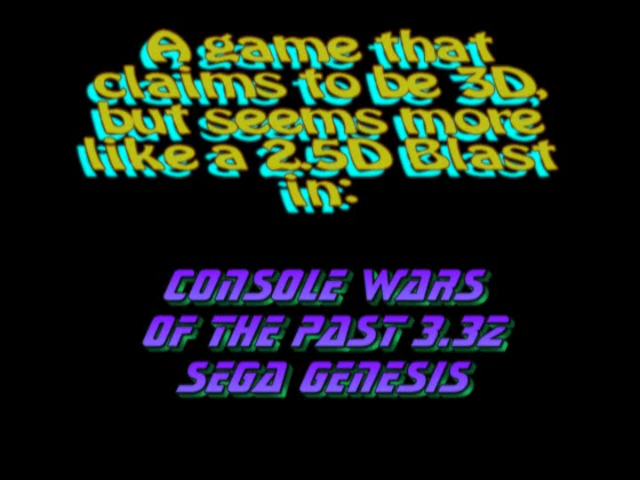 A game that
claims to be 3D,
but seems more
like a 2.5D Blast
in:
CONSOLE WARS
OF THE PAST 3.32
SEGA GENESIS